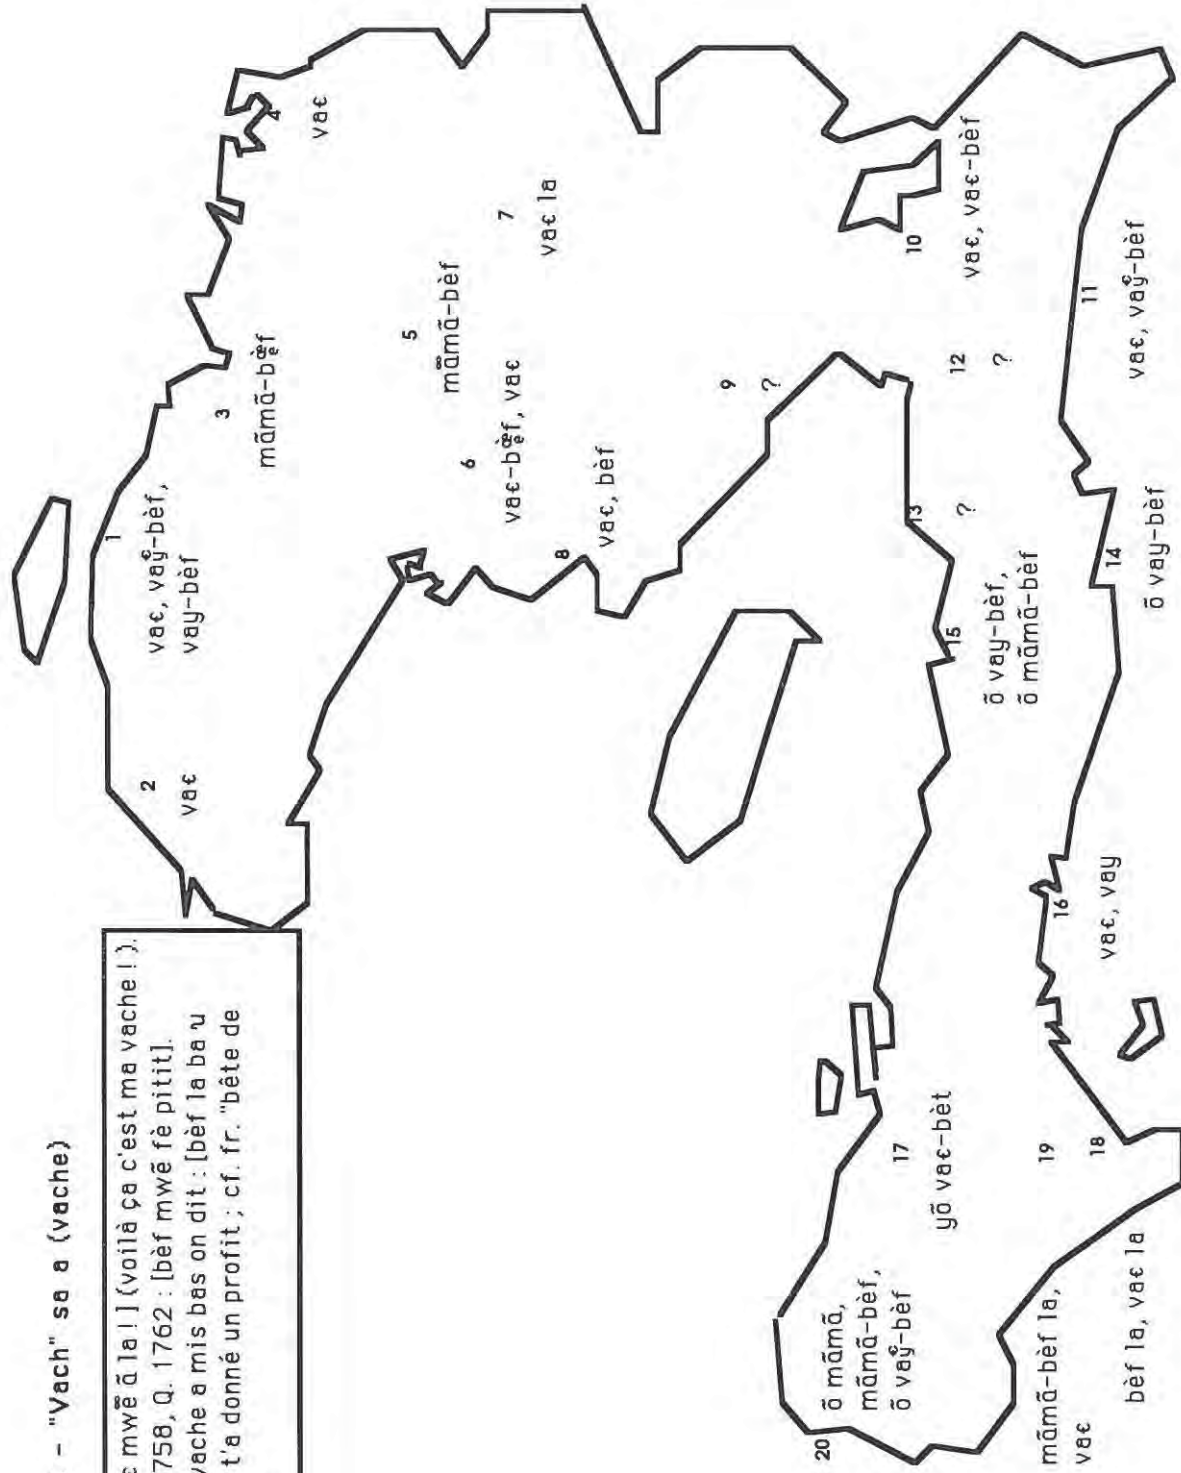 - "Vach" sa a (vache)
mwẽ ã la ! ] (voilà ça c'est ma vache ! ).
758, Q. 1762 : [bèf mwẽ fè pitit].
vache a mis bas on dit : [bèf la ba u
t'a donné un profit ; cf. fr. "bête de
1
vaɛ, vaỹ-bèf,
vay-bèf
2
vaɛ
3
mãmã-bèf
4
vaɛ
5
mãmã-bèf
6
vaɛ-bèf, vaɛ
7
vaɛ la
8
vaɛ, bèf
9
?
10
vaɛ, vaɛ-bèf
11
vaɛ, vaỹ-bèf
12
?
13
?
14
õ vay-bèf
15
õ vay-bèf,
õ mãmã-bèf
16
vaɛ, vay
17
yõ vaɛ-bèt
18
bèf la, vaɛ la
19
mãmã-bèf la,
vaɛ
20
õ mãmã,
mãmã-bèf,
õ vaỹ-bèf